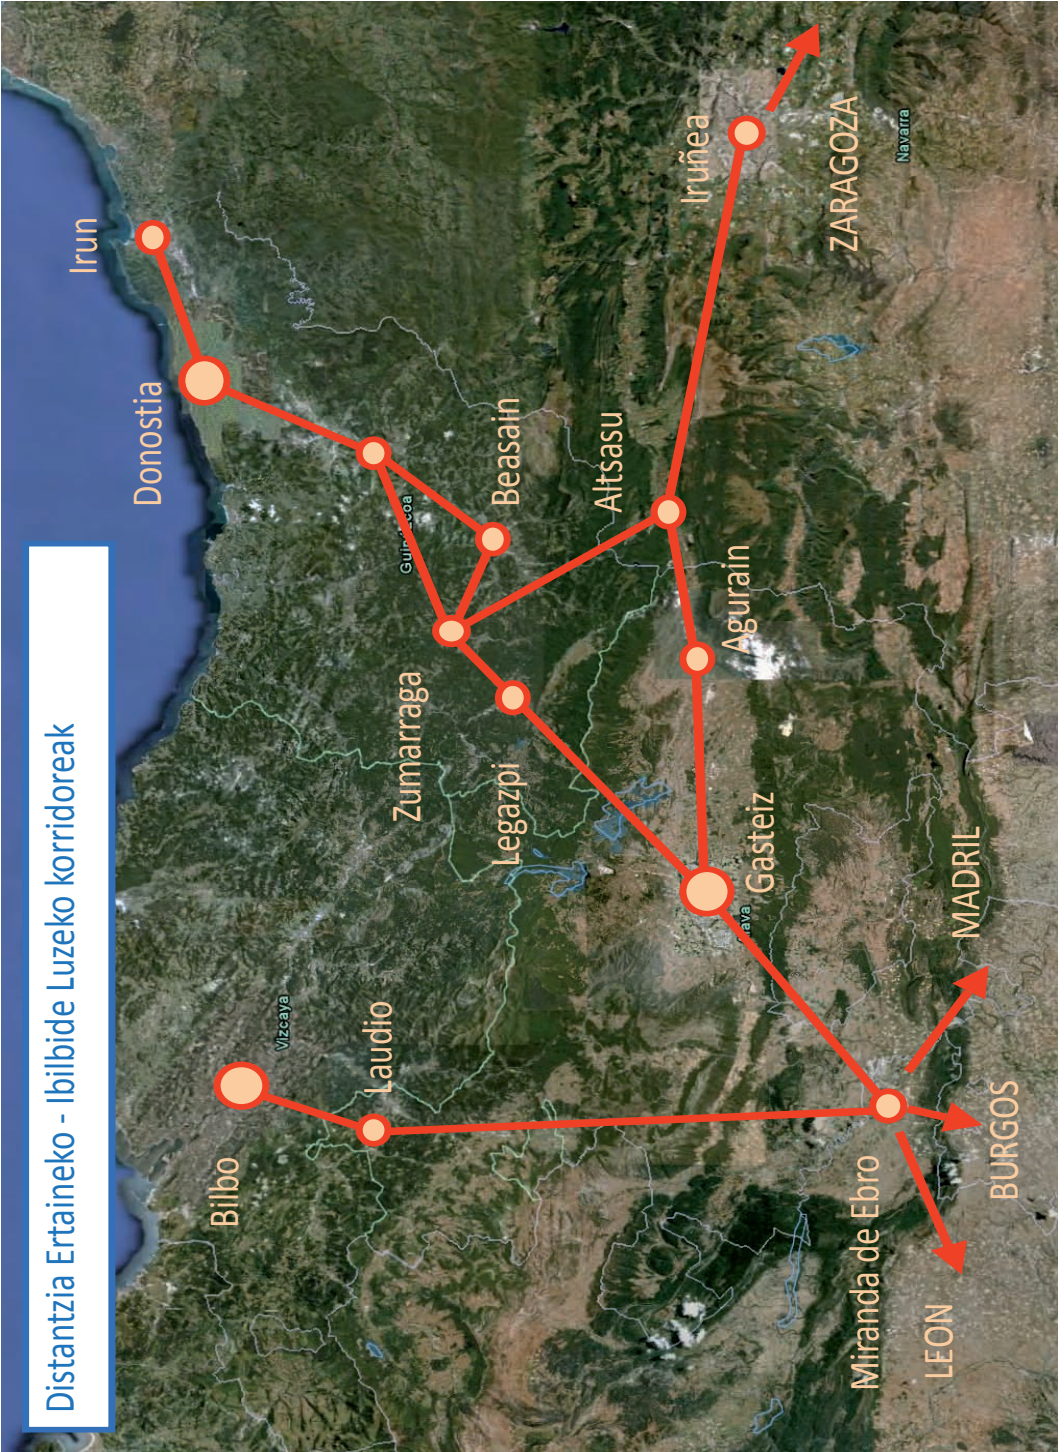 Distantzia Ertaineko - Ibilbide Luzeko korridoreak
Irun
Donostia
Bilbo
Vizcaya
Laudio
Zumarraga
Beasain
Legazpi
Altsasu
Iruñea
Agurain
Gasteiz
ZARAGOZA
Navarra
Miranda de Ebro
MADRIL
LEON
BURGOS